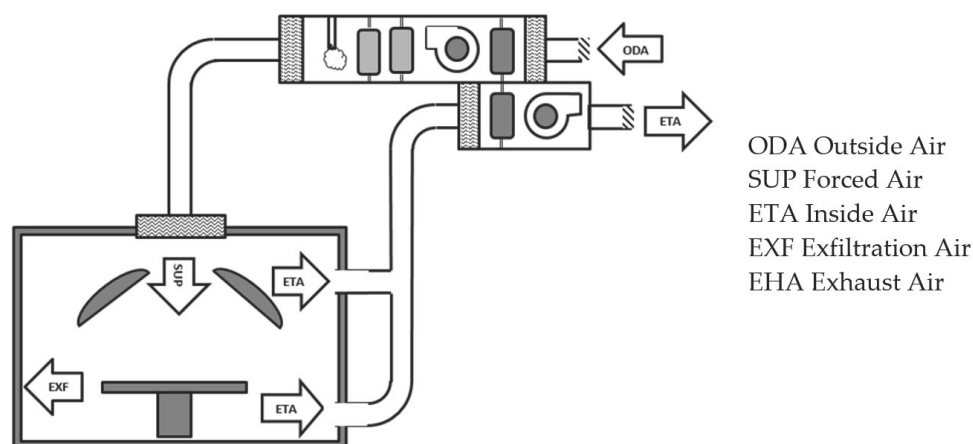 ODA
ETA
ODA Outside Air
SUP Forced Air
ETA Inside Air
EXF Exfiltration Air
EHA Exhaust Air
SUP
ETA
EXF
ETA